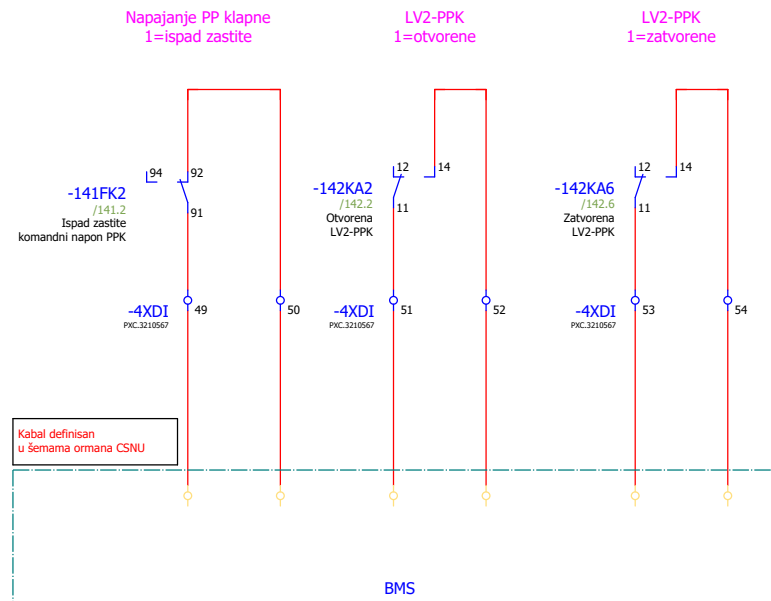 Napajanje PP klapne
1=ispad zastite
LV2-PPK
1=otvorene
LV2-PPK
1=zatvorene
94
92
-141FK2
/141.2
Ispad zastite
komandni napon PPK
91
12
14
-142KA2
/142.2
Otvorena
LV2-PPK
11
12
14
-142KA6
/142.6
Zatvorena
LV2-PPK
11
-4XDI
PXC.3210567
49
50
-4XDI
PXC.3210567
51
52
-4XDI
PXC.3210567
53
54
Kabal definisan
u šemama ormana CSNU
BMS